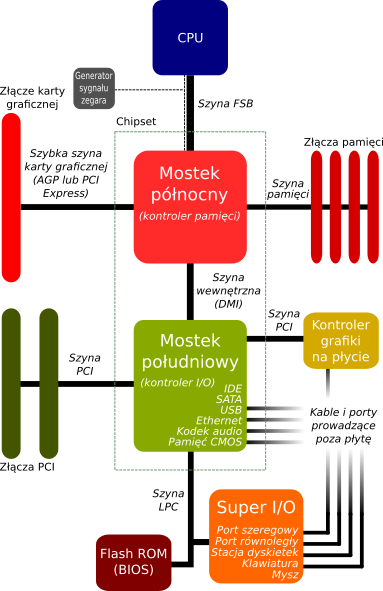 CPU
Generator
sygnału
zegara
Złącze karty
graficznej
Szyna FSB
Chipset
Szybka szyna
karty graficznej
(AGP lub PCI
Express)
Mostek
północny
(kontroler pamięci)
Złącza pamięci
Szyna
pamięci
Szyna
wewnętrzna
(DMI)
Szyna
PCI
Kontroler
grafiki
na płycie
Mostek
południowy
(kontroler I/O)
Szyna
PCI
IDE
SATA
USB
Ethernet
Kodek audio
Pamięć CMOS
Kable i porty
prowadzące
poza płytę
Złącza PCI
Szyna
LPC
Super I/O
Port szeregowy
Port równoległy
Stacja dyskietek
Klawiatura
Mysz
Flash ROM
(BIOS)